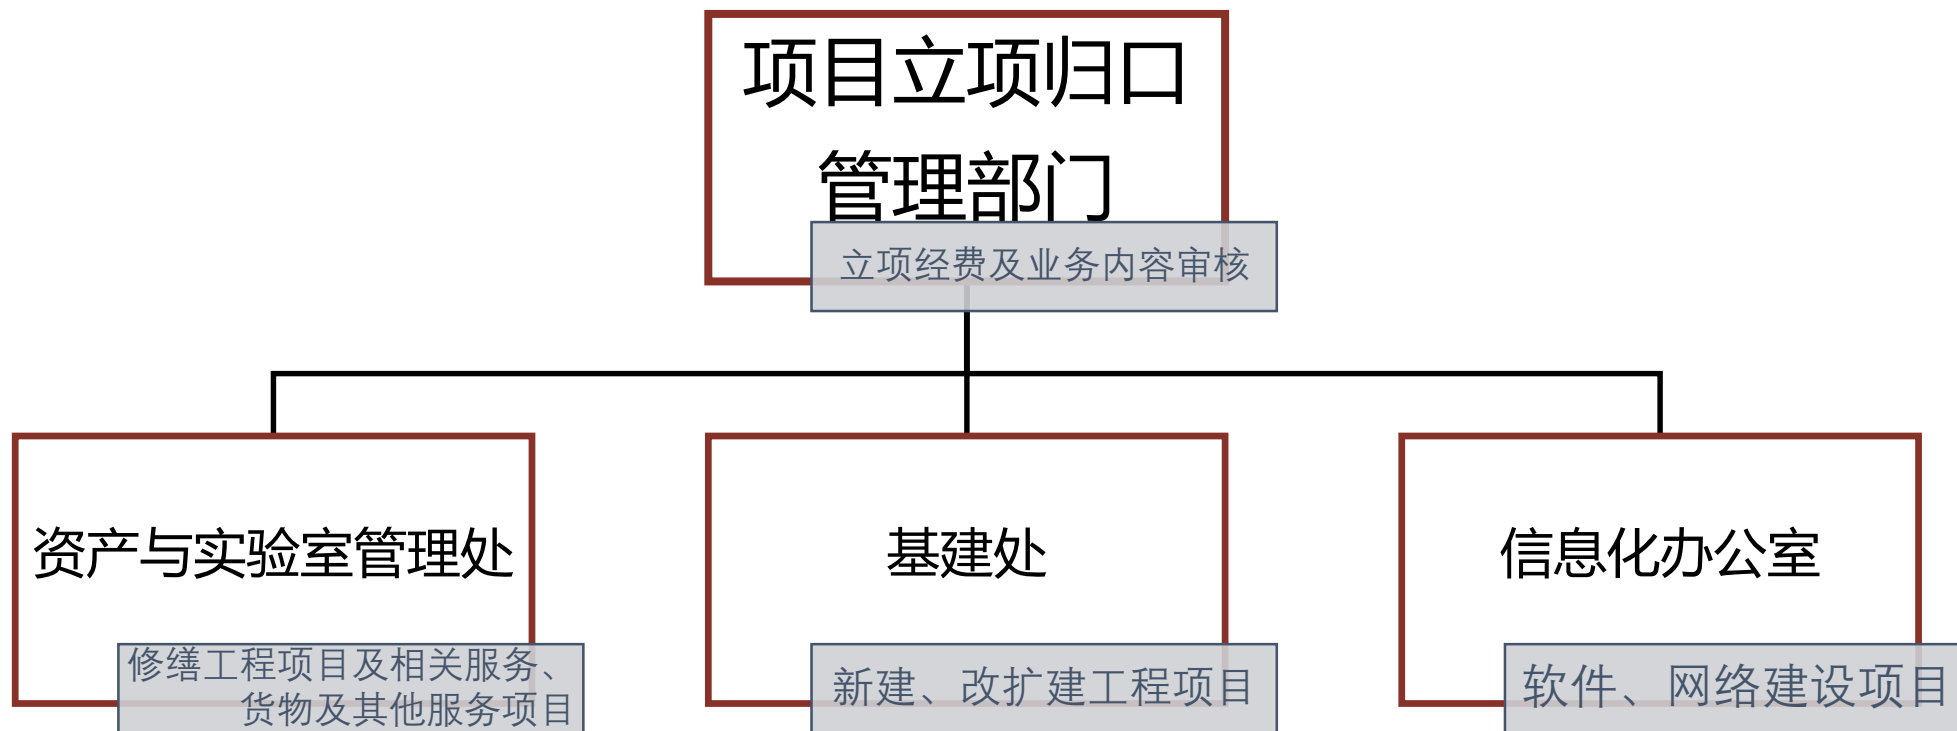 项目立项归口
管理部门
立项经费及业务内容审核
资产与实验室管理处
修缮工程项目及相关服务、
货物及其他服务项目
基建处
新建、改扩建工程项目
信息化办公室
软件、网络建设项目